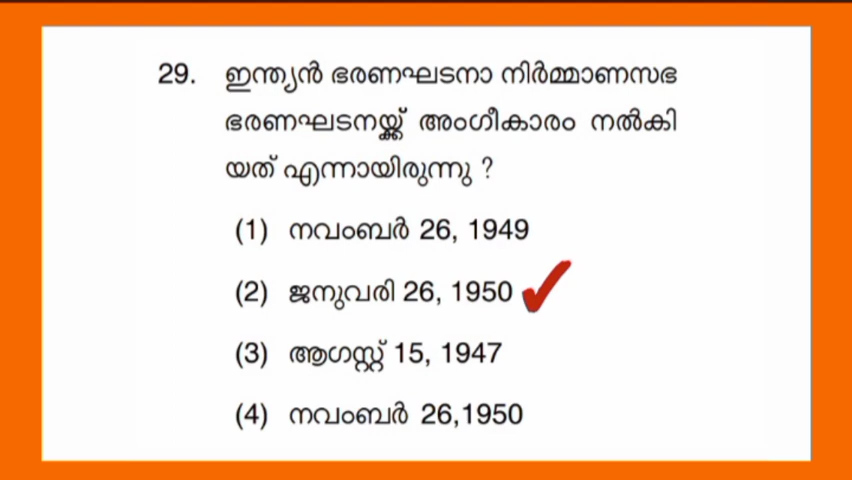 29. ഇന്ത്യൻ ഭരണഘടനാ നിർമ്മാണസഭ
ഭരണഘടനയ്ക്ക് അംഗീകാരം നൽകി
യത് എന്നായിരുന്നു ?
(1) നവംബർ 26, 1949
(2) ജനുവരി 26, 1950
(3) ആഗസ്റ്റ് 15, 1947
(4) നവംബർ 26,1950